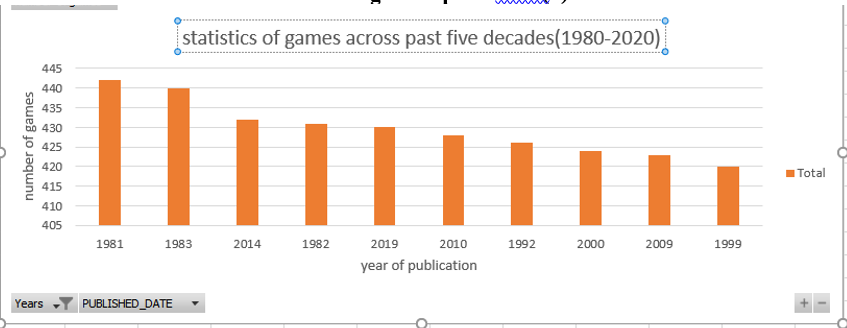 statistics of games across past five decades(1980-2020)
445
440
435
430
425
420
415
410
405
number of games
1981 1983 2014 1982 2019 2010 1992 2000 2009 1999
year of publication
Total
Years PUBLISHED_DATE